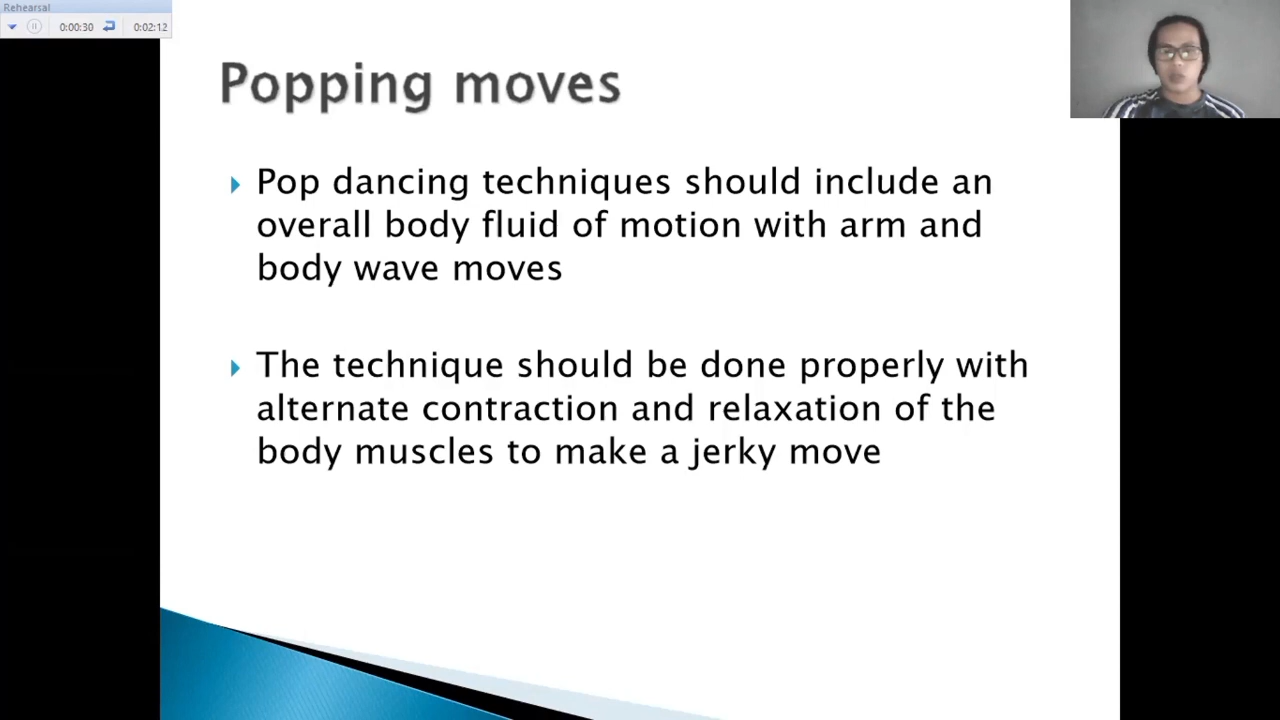 Rehearsal
0:00:30 0:02:12
Popping moves
Pop dancing techniques should include an
overall body fluid of motion with arm and
body wave moves
The technique should be done properly with
alternate contraction and relaxation of the
body muscles to make a jerky move